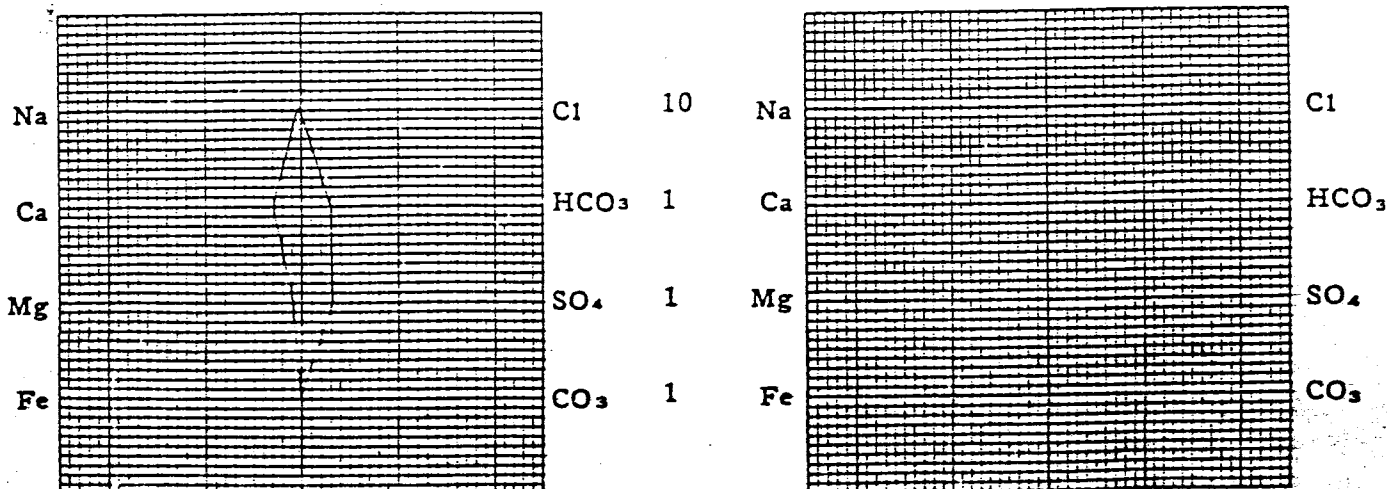 Na Cl 10 Na Cl
Ca HCO₃ 1 Ca HCO₃
Mg SO₄ 1 Mg SO₄
Fe CO₃ 1 Fe CO₃